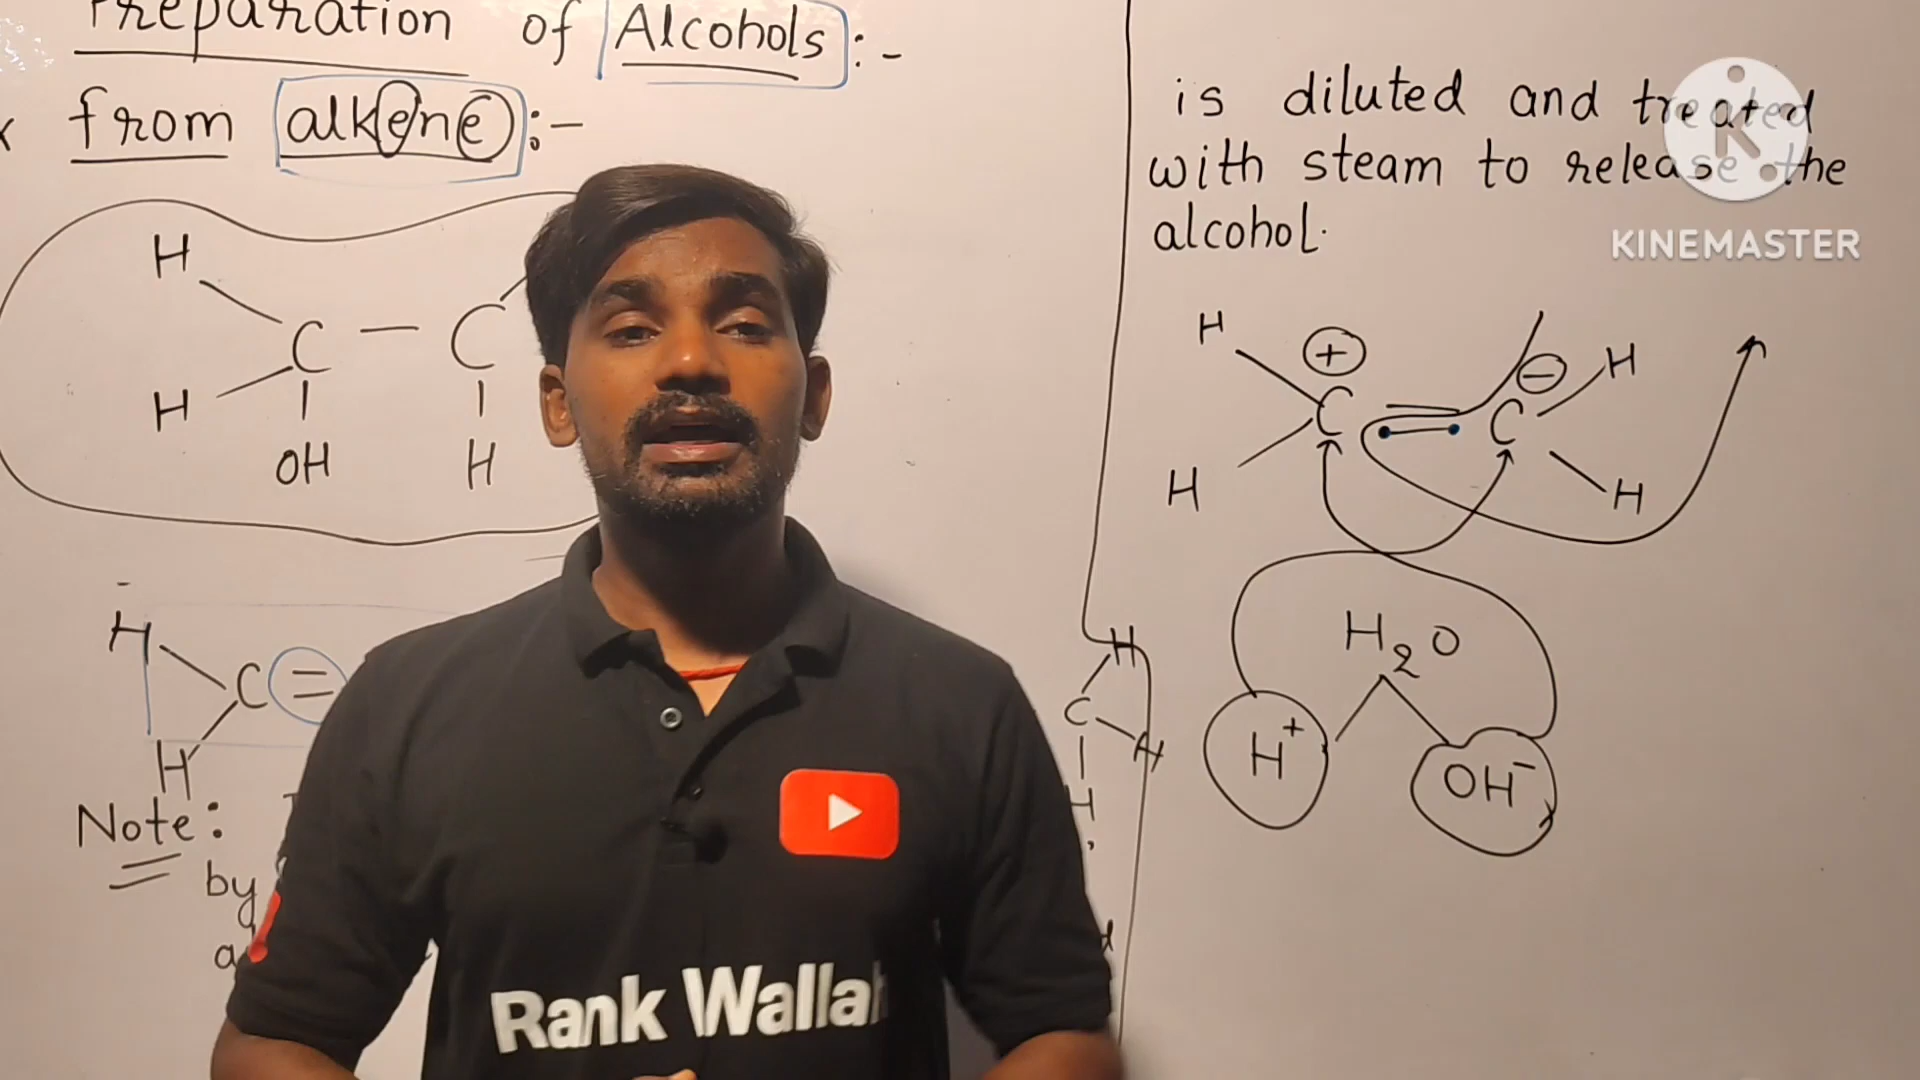 Preparation of Alcohols:-
from alkene:-
H
C — C
H
OH H
H
C =
H
Note:
by
is diluted and treated
with steam to release the
alcohol.
H + − H
C = C
H H
H
C
H
H
H2O
H+ OH−
K
KINEMASTER
Rank Wallah